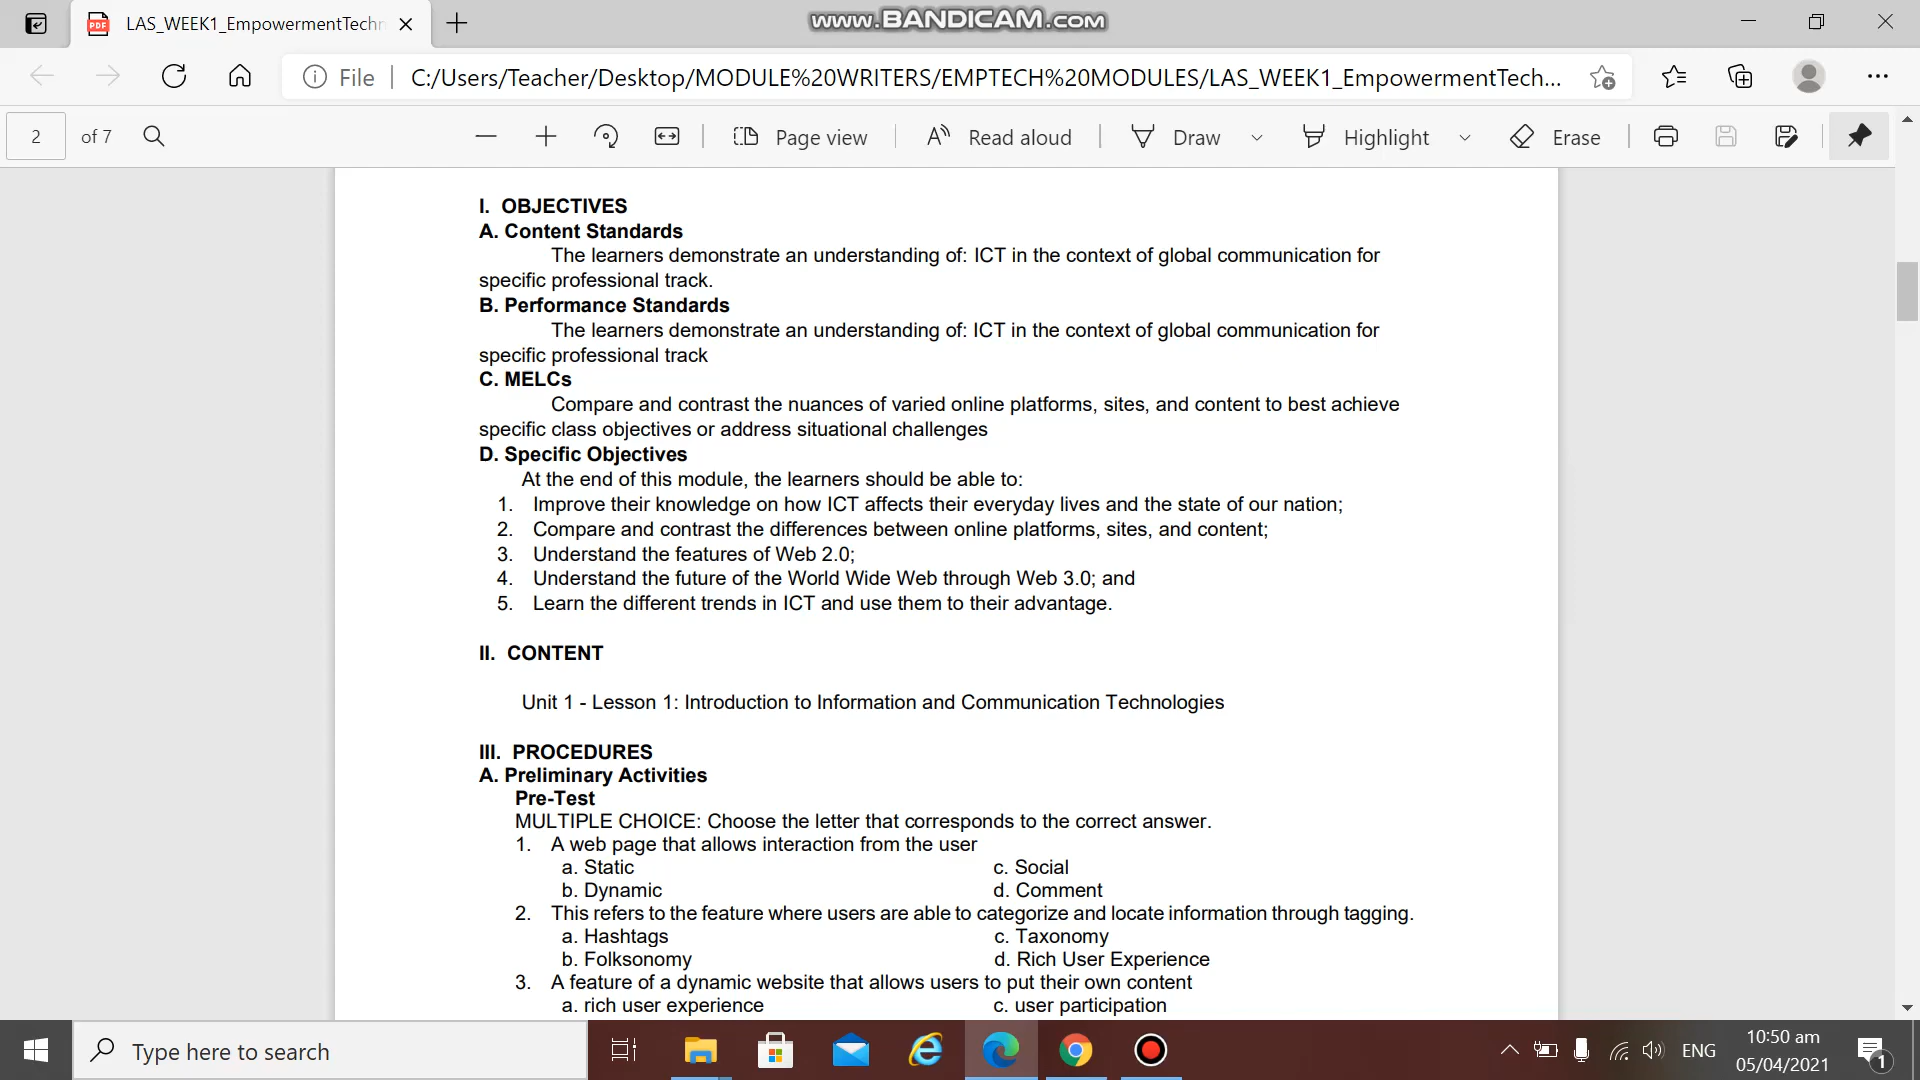 LAS_WEEK1_EmpowermentTechn
www.BANDICAM.com
File
C:/Users/Teacher/Desktop/MODULE%20WRITERS/EMPTECH%20MODULES/LAS_WEEK1_EmpowermentTech...
2 of 7
Page view
Read aloud
Draw
Highlight
Erase
I. OBJECTIVES
A. Content Standards
The learners demonstrate an understanding of: ICT in the context of global communication for
specific professional track.
B. Performance Standards
The learners demonstrate an understanding of: ICT in the context of global communication for
specific professional track
C. MELCs
Compare and contrast the nuances of varied online platforms, sites, and content to best achieve
specific class objectives or address situational challenges
D. Specific Objectives
At the end of this module, the learners should be able to:
1. Improve their knowledge on how ICT affects their everyday lives and the state of our nation;
2. Compare and contrast the differences between online platforms, sites, and content;
3. Understand the features of Web 2.0;
4. Understand the future of the World Wide Web through Web 3.0; and
5. Learn the different trends in ICT and use them to their advantage.
II. CONTENT
Unit 1 - Lesson 1: Introduction to Information and Communication Technologies
III. PROCEDURES
A. Preliminary Activities
Pre-Test
MULTIPLE CHOICE: Choose the letter that corresponds to the correct answer.
1. A web page that allows interaction from the user
a. Static c. Social
b. Dynamic d. Comment
2. This refers to the feature where users are able to categorize and locate information through tagging.
a. Hashtags c. Taxonomy
b. Folksonomy d. Rich User Experience
3. A feature of a dynamic website that allows users to put their own content
a. rich user experience c. user participation
Type here to search
ENG
10:50 am
05/04/2021
1